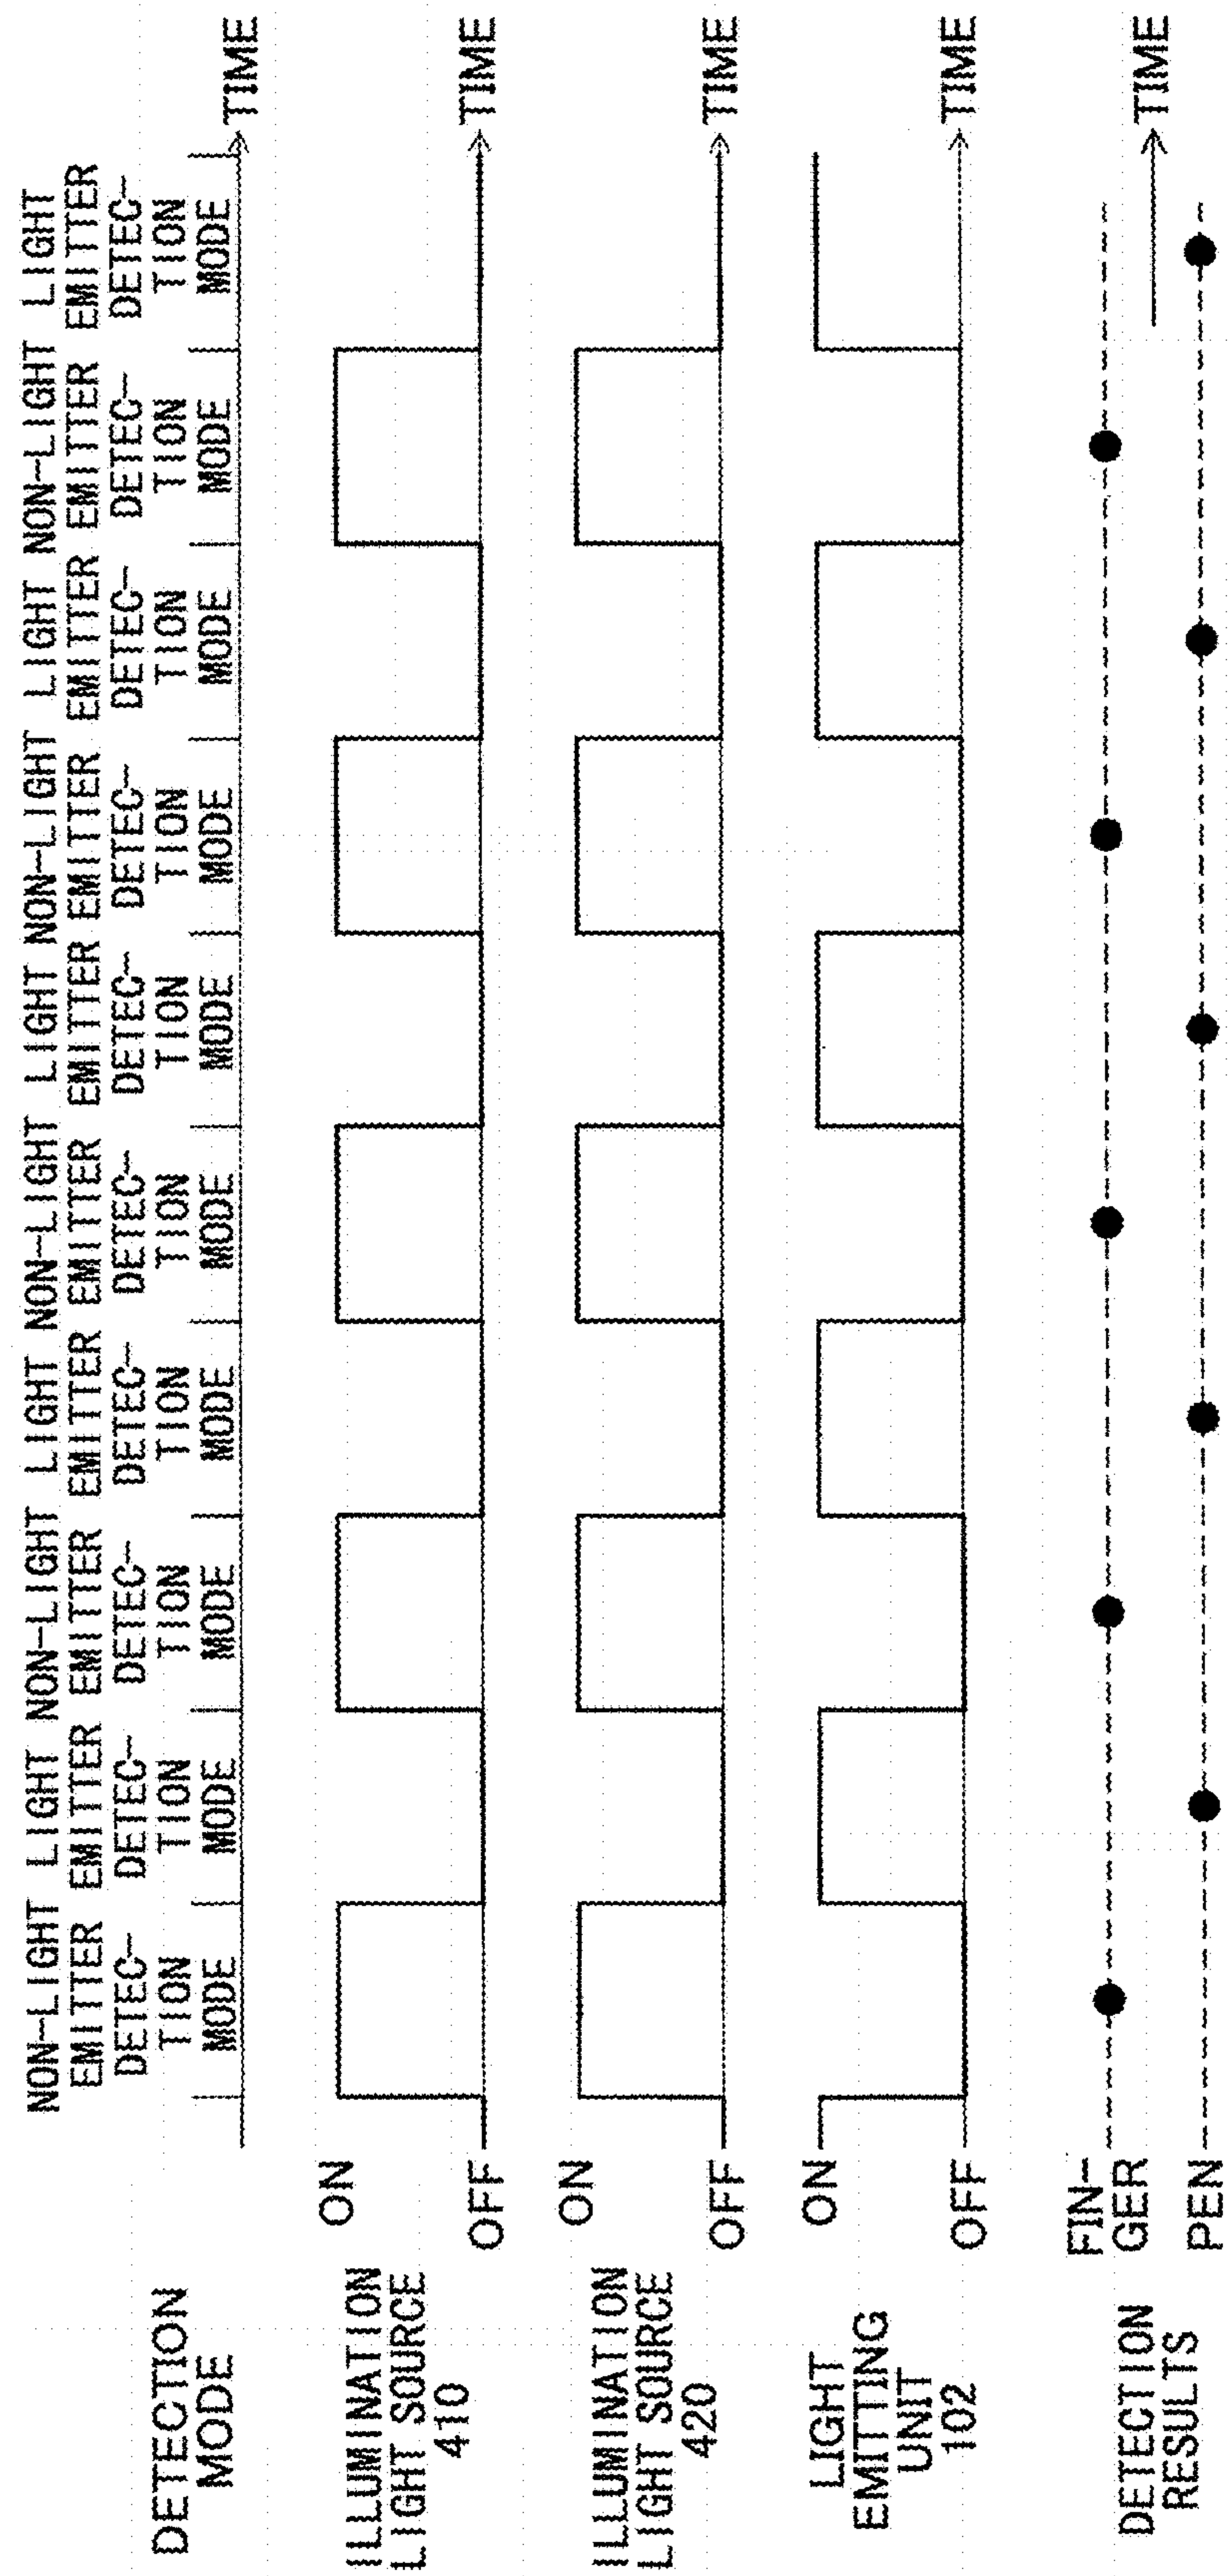 NON-LIGHT LIGHT NON-LIGHT LIGHT NON-LIGHT LIGHT NON-LIGHT LIGHT NON-LIGHT LIGHT
EMITTER EMITTER EMITTER EMITTER EMITTER EMITTER EMITTER EMITTER EMITTER EMITTER
DETEC- DETEC- DETEC- DETEC- DETEC- DETEC- DETEC- DETEC- DETEC- DETEC-
TION TION TION TION TION TION TION TION TION TION
MODE MODE MODE MODE MODE MODE MODE MODE MODE MODE
DETECTION
MODE
TIME
ILLUMINATION
LIGHT SOURCE
410
ON
OFF
TIME
ILLUMINATION
LIGHT SOURCE
420
ON
OFF
TIME
LIGHT
EMITTING
UNIT
102
ON
OFF
TIME
DETECTION
RESULTS
FIN-
GER
PEN
TIME